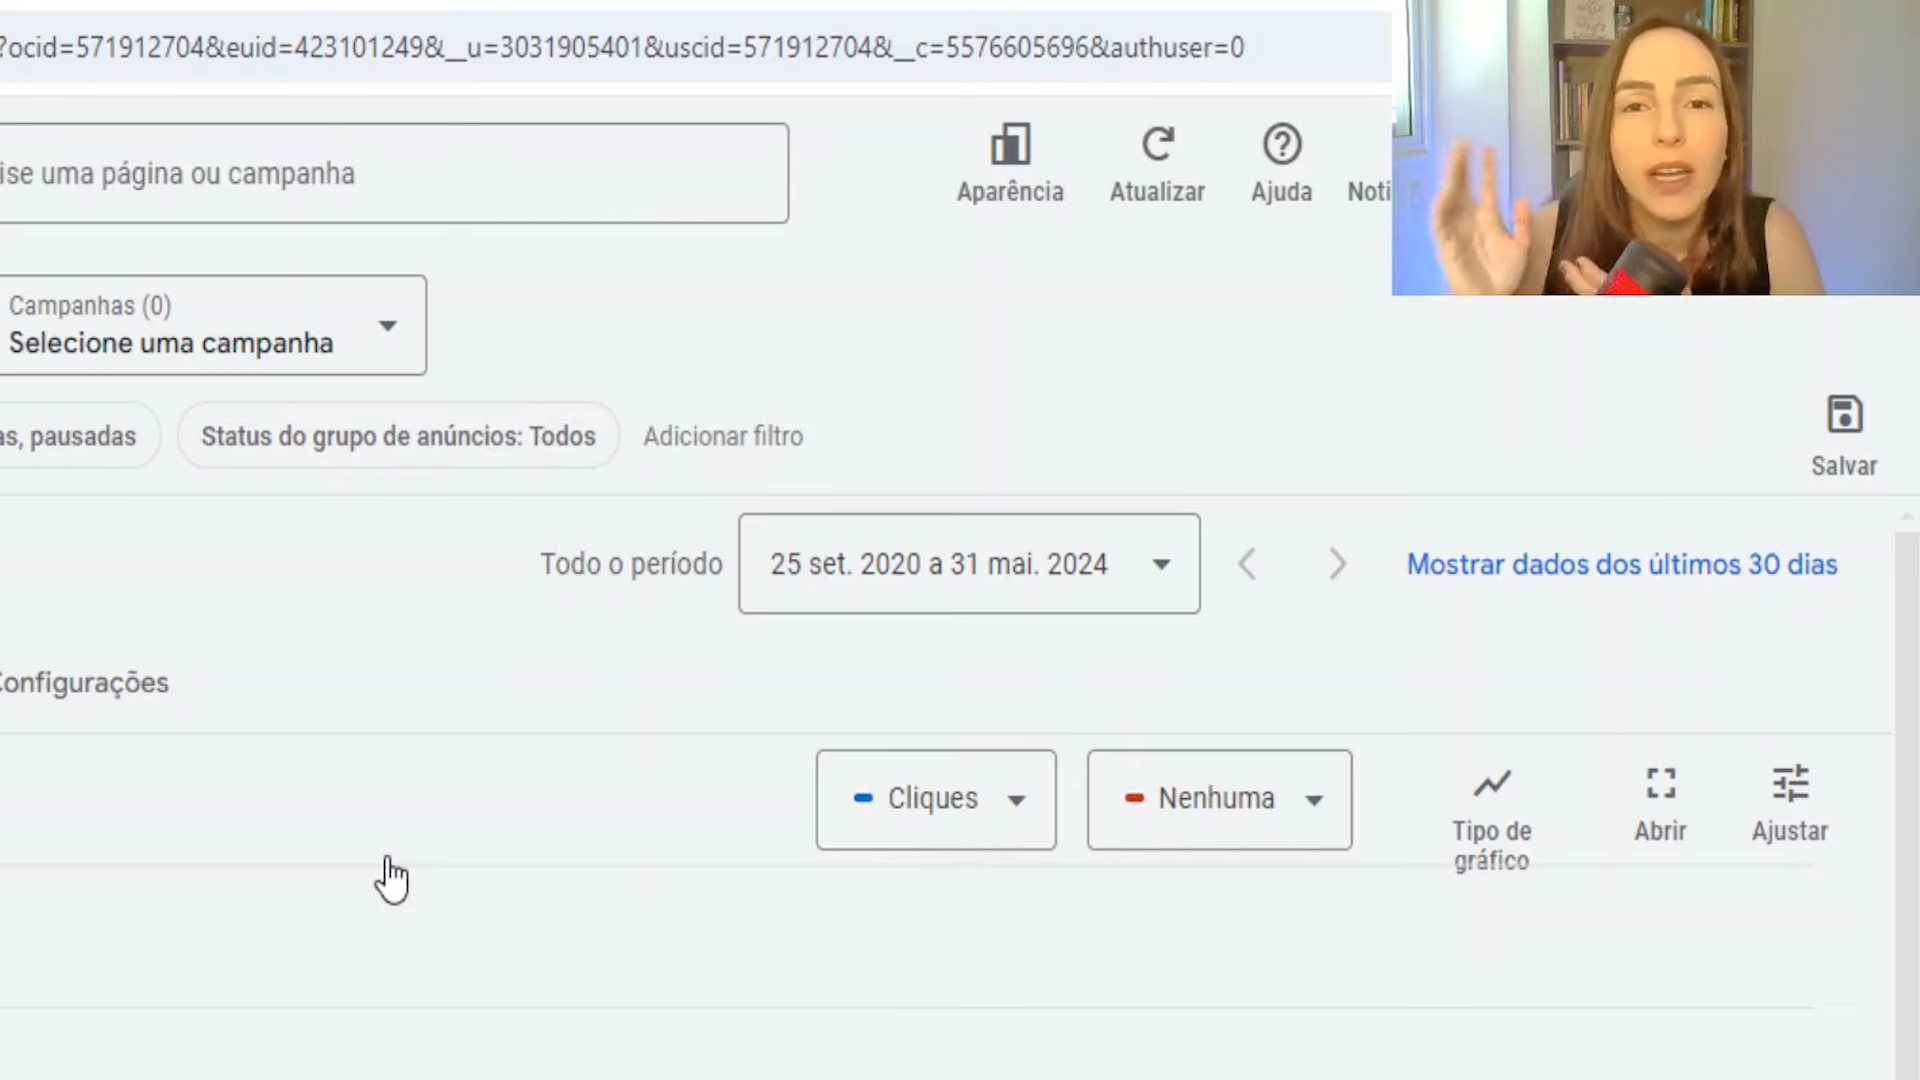 ?ocid=571912704&euid=423101249&__u=3031905401&uscid=571912704&__c=5576605696&authuser=0
ise uma página ou campanha
Aparência
Atualizar
Ajuda
Noti
Campanhas (0)
Selecione uma campanha
as, pausadas
Status do grupo de anúncios: Todos
Adicionar filtro
Salvar
Todo o período
25 set. 2020 a 31 mai. 2024
Mostrar dados dos últimos 30 dias
Configurações
Cliques
Nenhuma
Tipo de
gráfico
Abrir
Ajustar